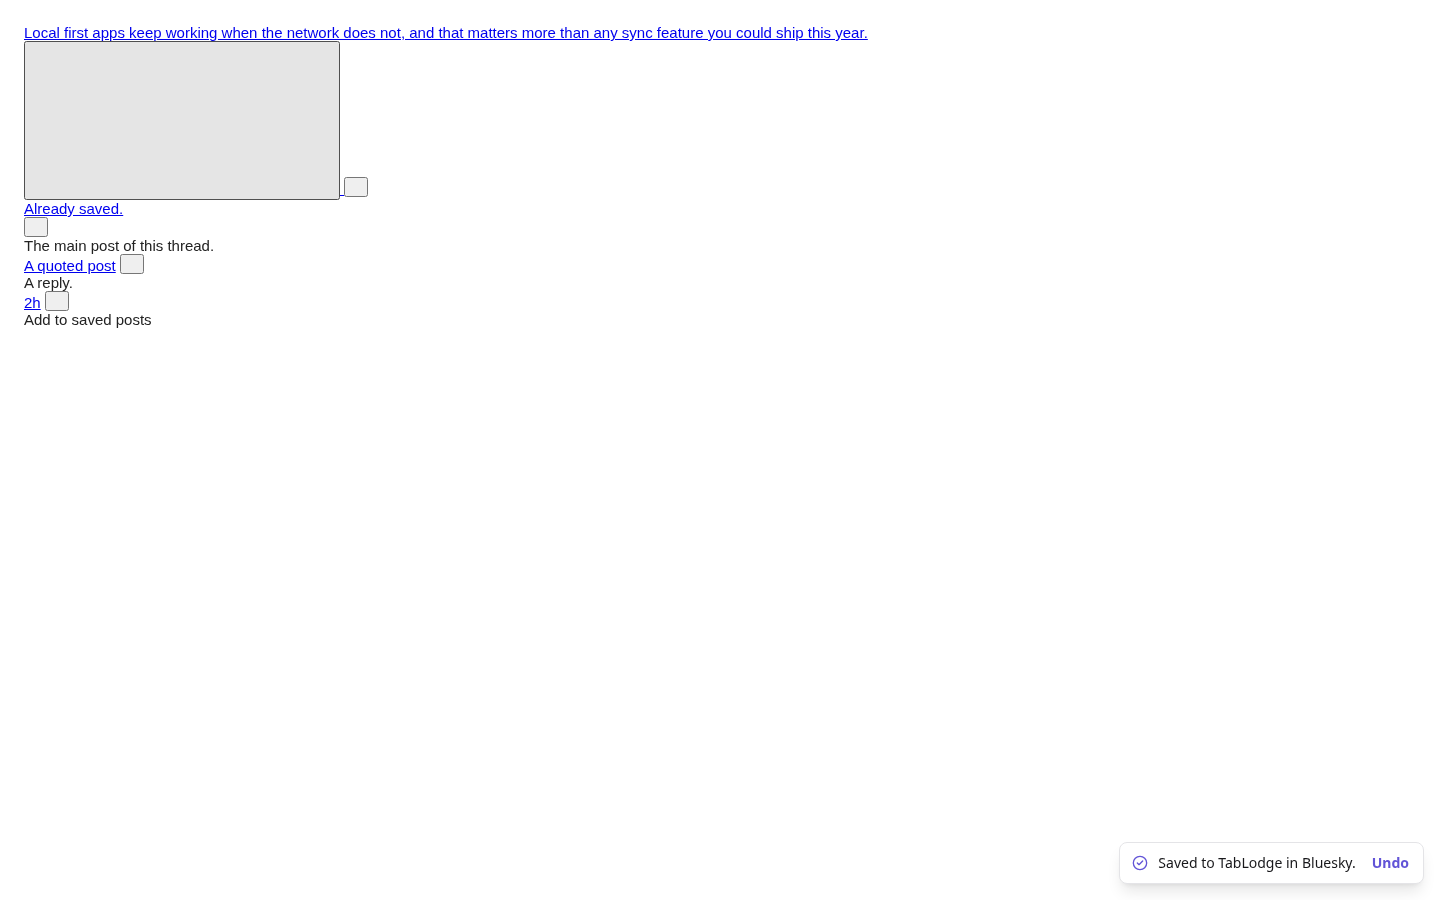 Local first apps keep working when the network does not, and that matters more than any sync feature you could ship this year.
Already saved.
The main post of this thread.
A quoted post
A reply.
2h
Add to saved posts
Saved to TabLodge in Bluesky. Undo